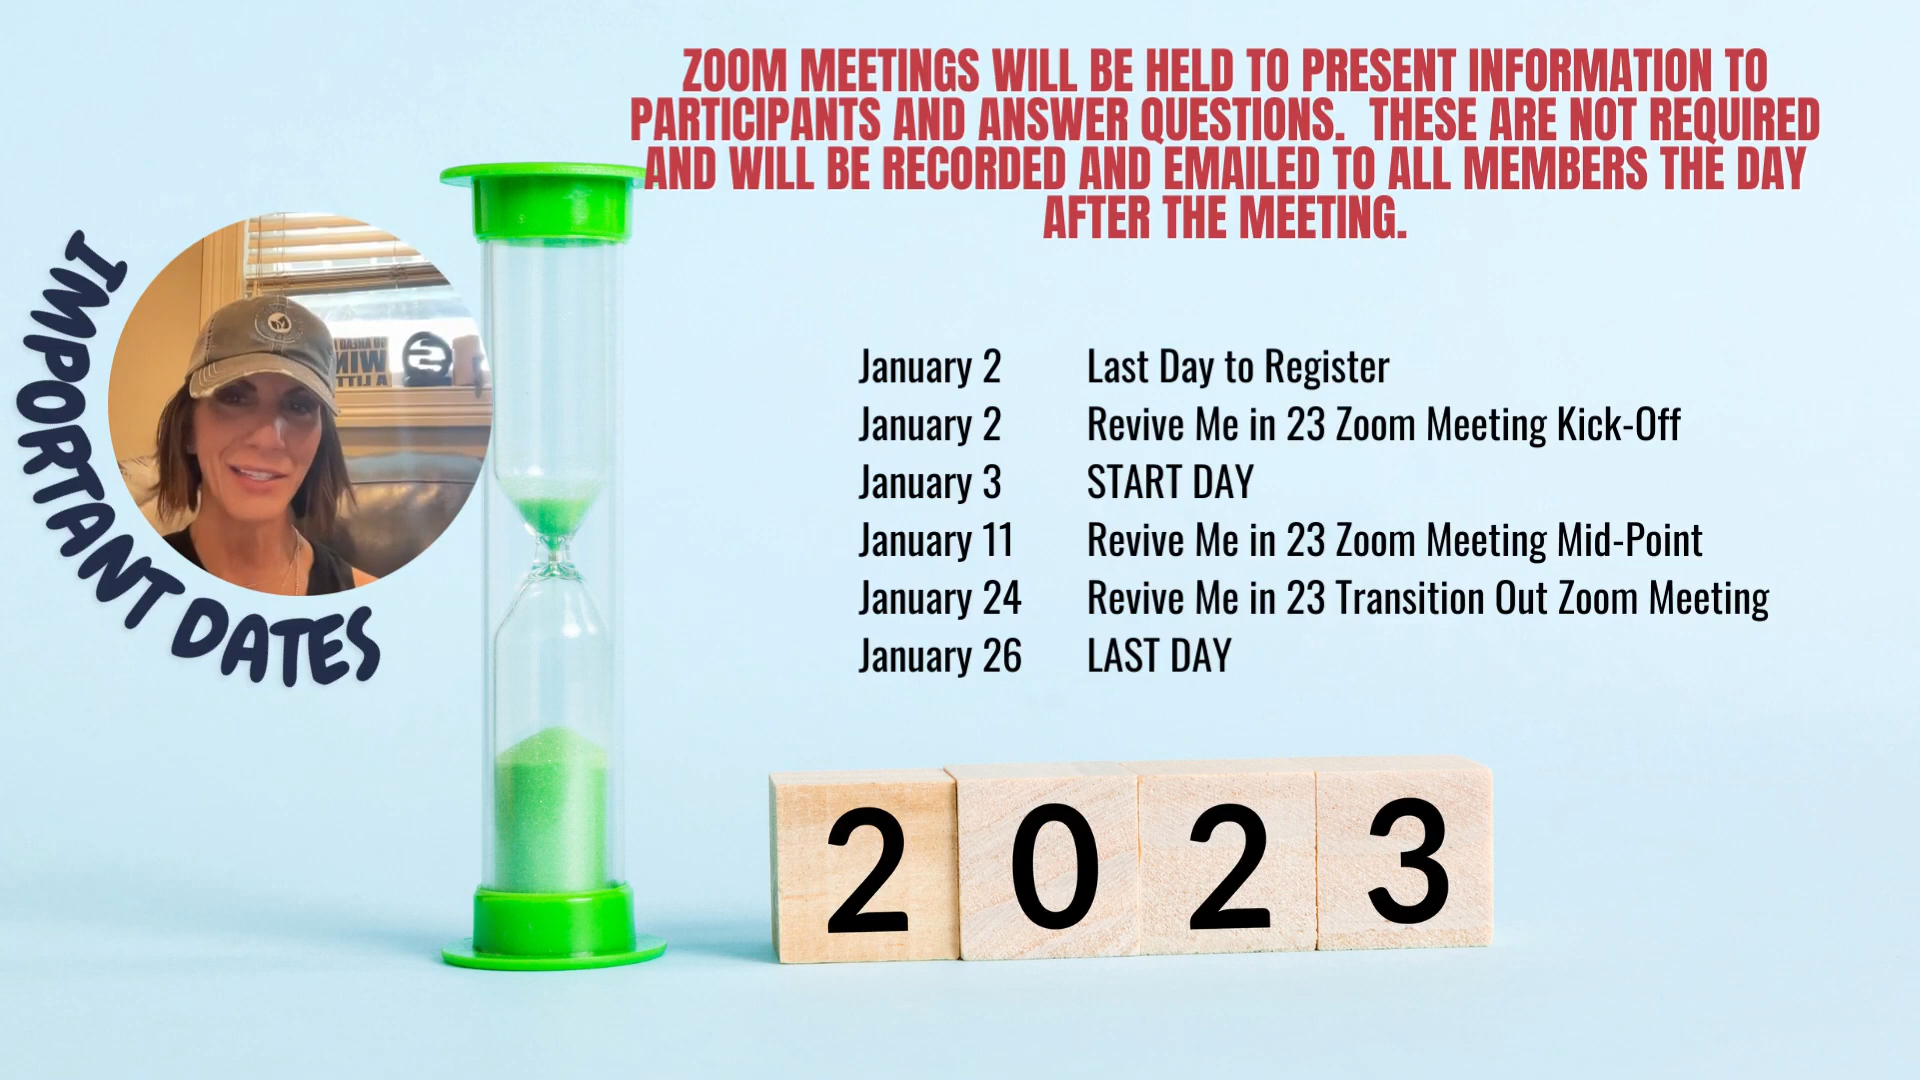 ZOOM MEETINGS WILL BE HELD TO PRESENT INFORMATION TO
PARTICIPANTS AND ANSWER QUESTIONS.  THESE ARE NOT REQUIRED
AND WILL BE RECORDED AND EMAILED TO ALL MEMBERS THE DAY
AFTER THE MEETING.
IMPORTANT DATES
GO AHEAD
WIN
A LITTL
January 2 Last Day to Register
January 2 Revive Me in 23 Zoom Meeting Kick-Off
January 3 START DAY
January 11 Revive Me in 23 Zoom Meeting Mid-Point
January 24 Revive Me in 23 Transition Out Zoom Meeting
January 26 LAST DAY
2023